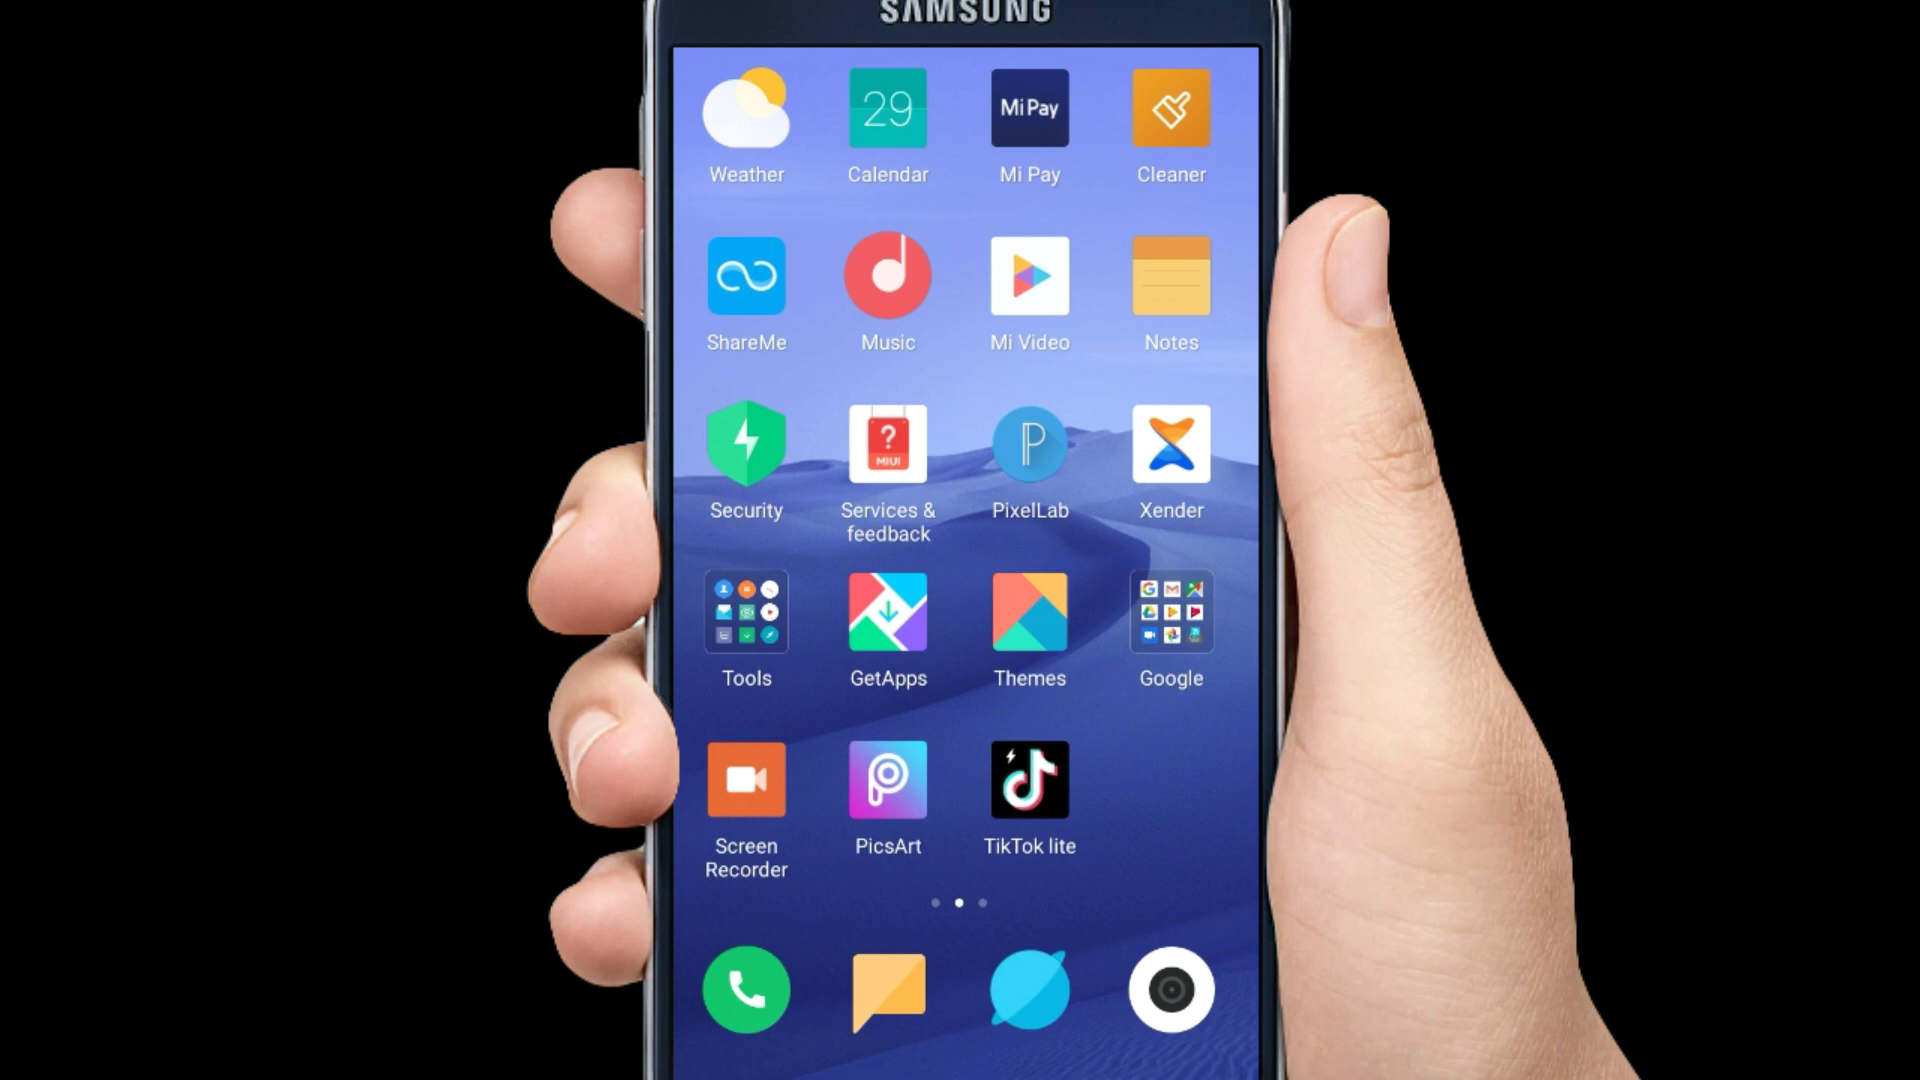 SAMSUNG
29
Mi Pay
Weather
Calendar
Mi Pay
Cleaner
ShareMe
Music
Mi Video
Notes
?
MIUI
P
Security
Services &
feedback
PixelLab
Xender
G
Tools
GetApps
Themes
Google
Screen
Recorder
PicsArt
TikTok lite